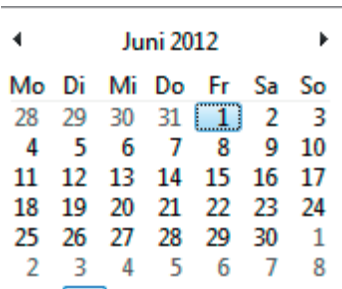 Juni 2012
Mo Di Mi Do Fr Sa So
28 29 30 31 1 2 3
4 5 6 7 8 9 10
11 12 13 14 15 16 17
18 19 20 21 22 23 24
25 26 27 28 29 30 1
2 3 4 5 6 7 8